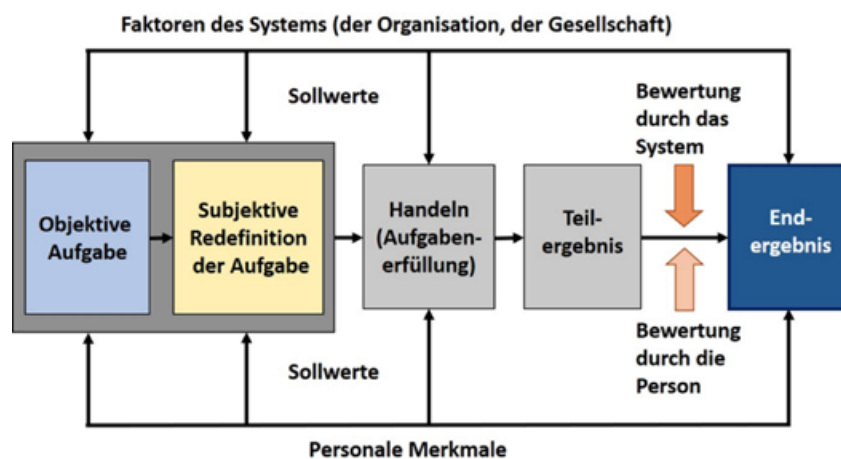 Faktoren des Systems (der Organisation, der Gesellschaft)
Sollwerte
Bewertung
durch das
System
Objektive
Aufgabe
Subjektive
Redefinition
der Aufgabe
Handeln
(Aufgaben-
erfüllung)
Teil-
ergebnis
End-
ergebnis
Sollwerte
Bewertung
durch die
Person
Personale Merkmale